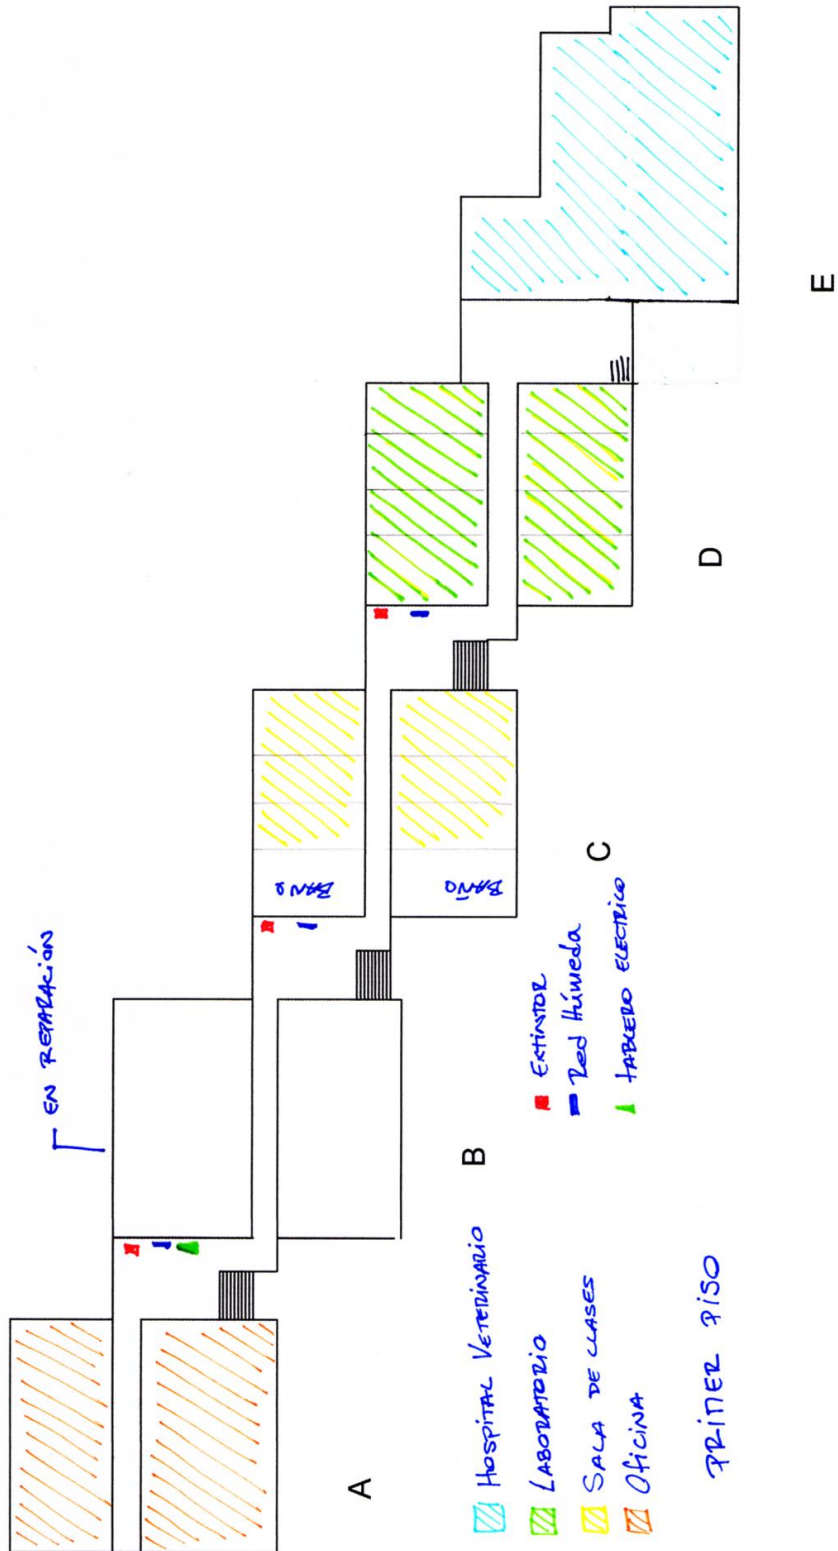 EN REPARACIÓN
BAÑO
BAÑO
A
B
C
D
E
Extintor
Red Húmeda
TABLERO ELECTRICO
HOSPITAL VETERINARIO
LABORATORIO
SALA DE CLASES
OFICINA
PRIMER PISO